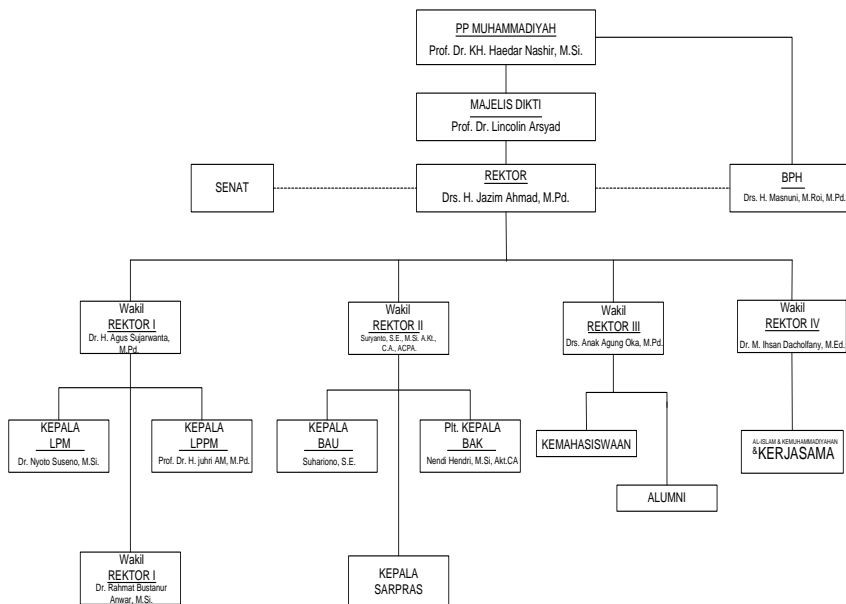 PP MUHAMMADIYAH
Prof. Dr. KH. Haedar Nashir, M.Si.
MAJELIS DIKTI
Prof. Dr. Lincolin Arsyad
SENAT
REKTOR
Drs. H. Jazim Ahmad, M.Pd.
BPH
Drs. H. Masnuni, M.Roi, M.Pd.
Wakil
REKTOR I
Dr. H. Agus Sujarwanta,
M.Pd.
Wakil
REKTOR II
Suryanto, S.E., M.Si. A.Kt.,
C.A., ACPA.
Wakil
REKTOR III
Drs. Anak Agung Oka, M.Pd.
Wakil
REKTOR IV
Dr. M. Ihsan Dacholfany, M.Ed.
KEPALA
LPM
Dr. Nyoto Suseno, M.Si.
KEPALA
LPPM
Prof. Dr. H. juhri AM, M.Pd.
KEPALA
BAU
Suhariono, S.E.
Plt. KEPALA
BAK
Nendi Hendri, M.Si, Akt.CA
KEMAHASISWAAN
AL-ISLAM & KEMUHAMMADIYAHAN
&KERJASAMA
ALUMNI
Wakil
REKTOR I
Dr. Rahmat Bustanur
Anwar, M.Si.
KEPALA
SARPRAS